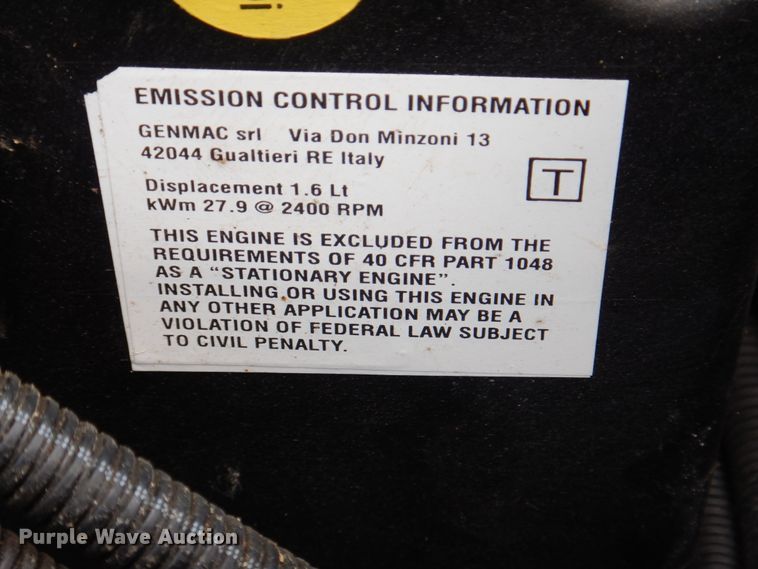 EMISSION CONTROL INFORMATION
GENMAC srl Via Don Minzoni 13
42044 Gualtieri RE Italy
T
Displacement 1.6 Lt
kWm 27.9 @ 2400 RPM
THIS ENGINE IS EXCLUDED FROM THE
REQUIREMENTS OF 40 CFR PART 1048
AS A "STATIONARY ENGINE".
INSTALLING OR USING THIS ENGINE IN
ANY OTHER APPLICATION MAY BE A
VIOLATION OF FEDERAL LAW SUBJECT
TO CIVIL PENALTY.
Purple Wave Auction